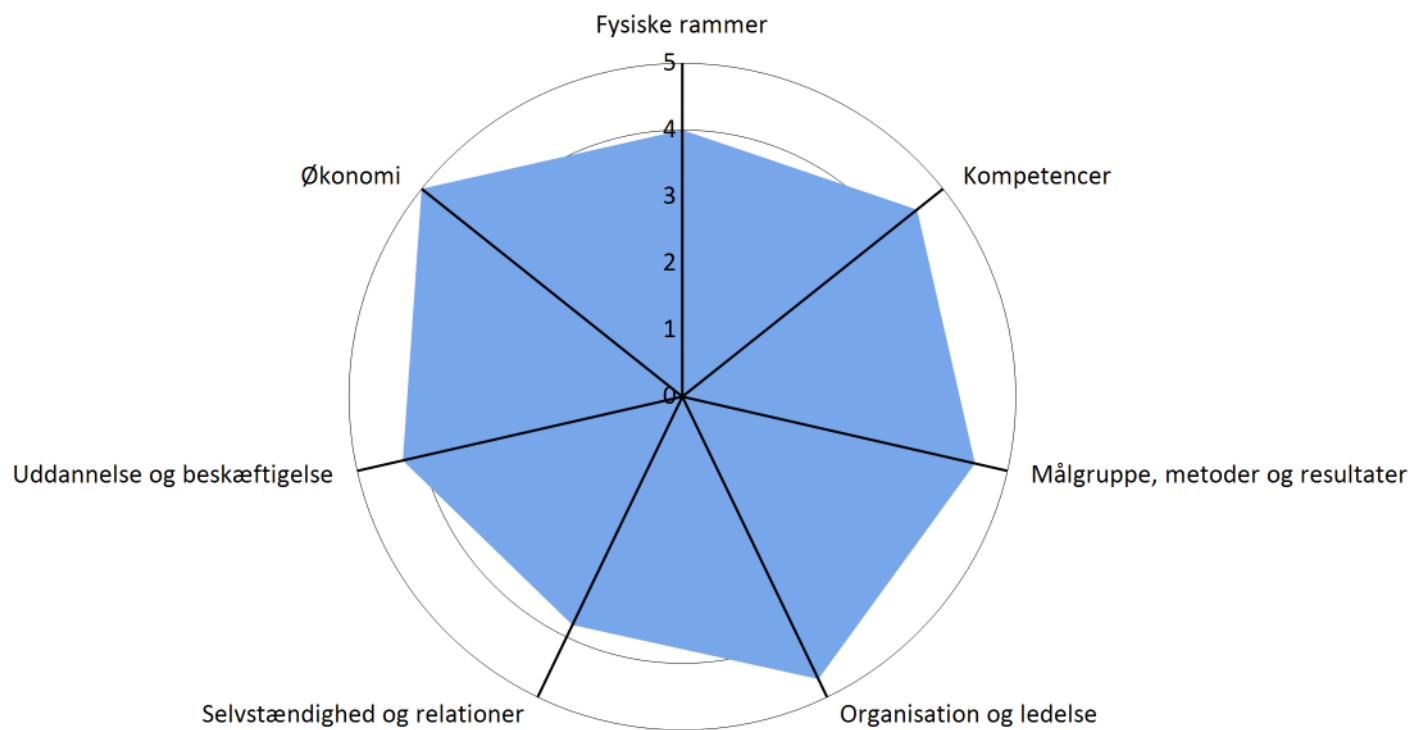 Fysiske rammer
5
4
Økonomi
Kompetencer
3
2
1
0
Uddannelse og beskæftigelse
Målgruppe, metoder og resultater
Selvstændighed og relationer
Organisation og ledelse